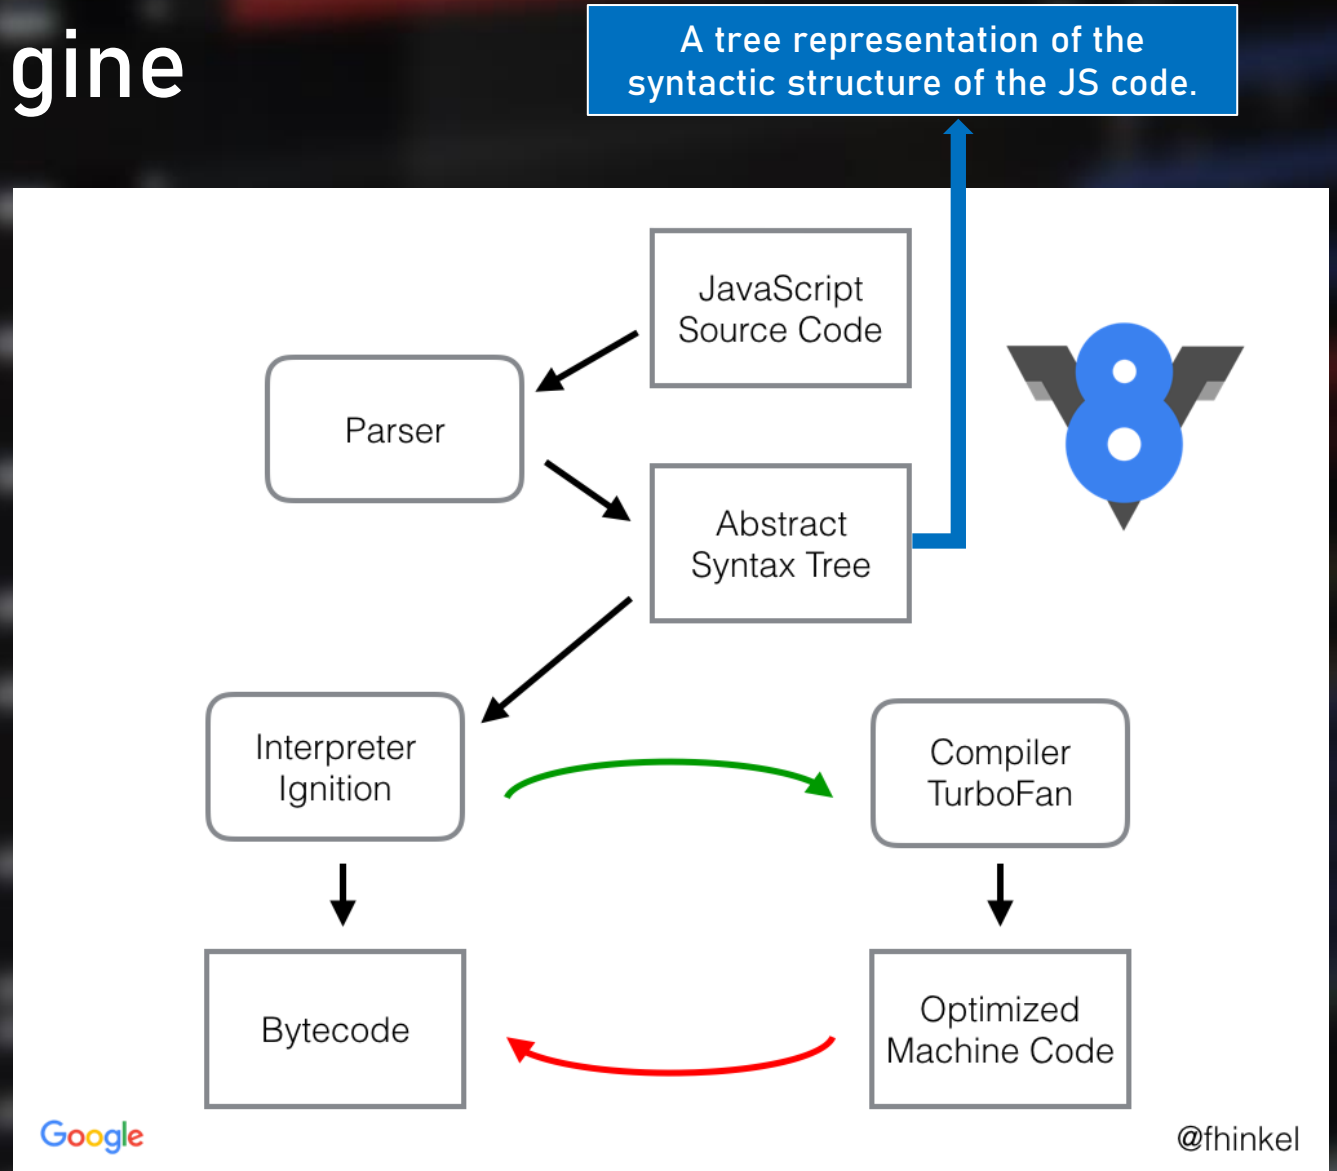 gine
A tree representation of the
syntactic structure of the JS code.
JavaScript
Source Code
Parser
Abstract
Syntax Tree
Interpreter
Ignition
Compiler
TurboFan
Bytecode
Optimized
Machine Code
Google
@fhinkel